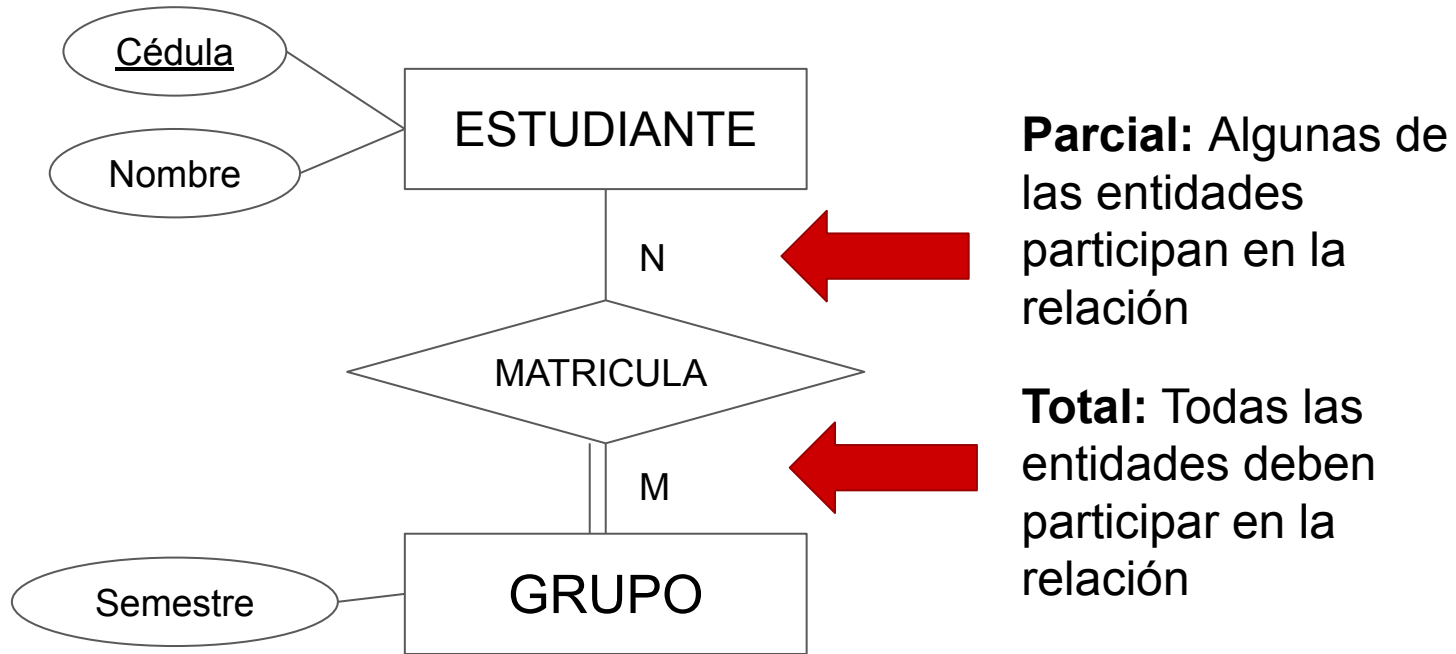 Cédula
ESTUDIANTE
Nombre
N
Parcial: Algunas de
las entidades
participan en la
relación
MATRICULA
Total: Todas las
entidades deben
participar en la
relación
M
Semestre
GRUPO